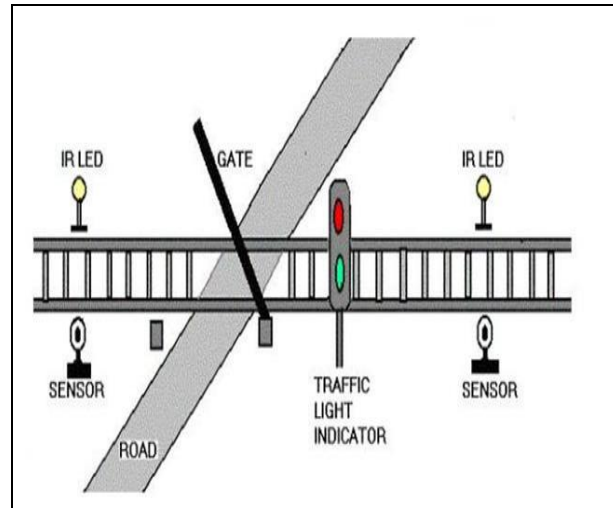 IR LED
GATE
IR LED
SENSOR
TRAFFIC
LIGHT
INDICATOR
SENSOR
ROAD